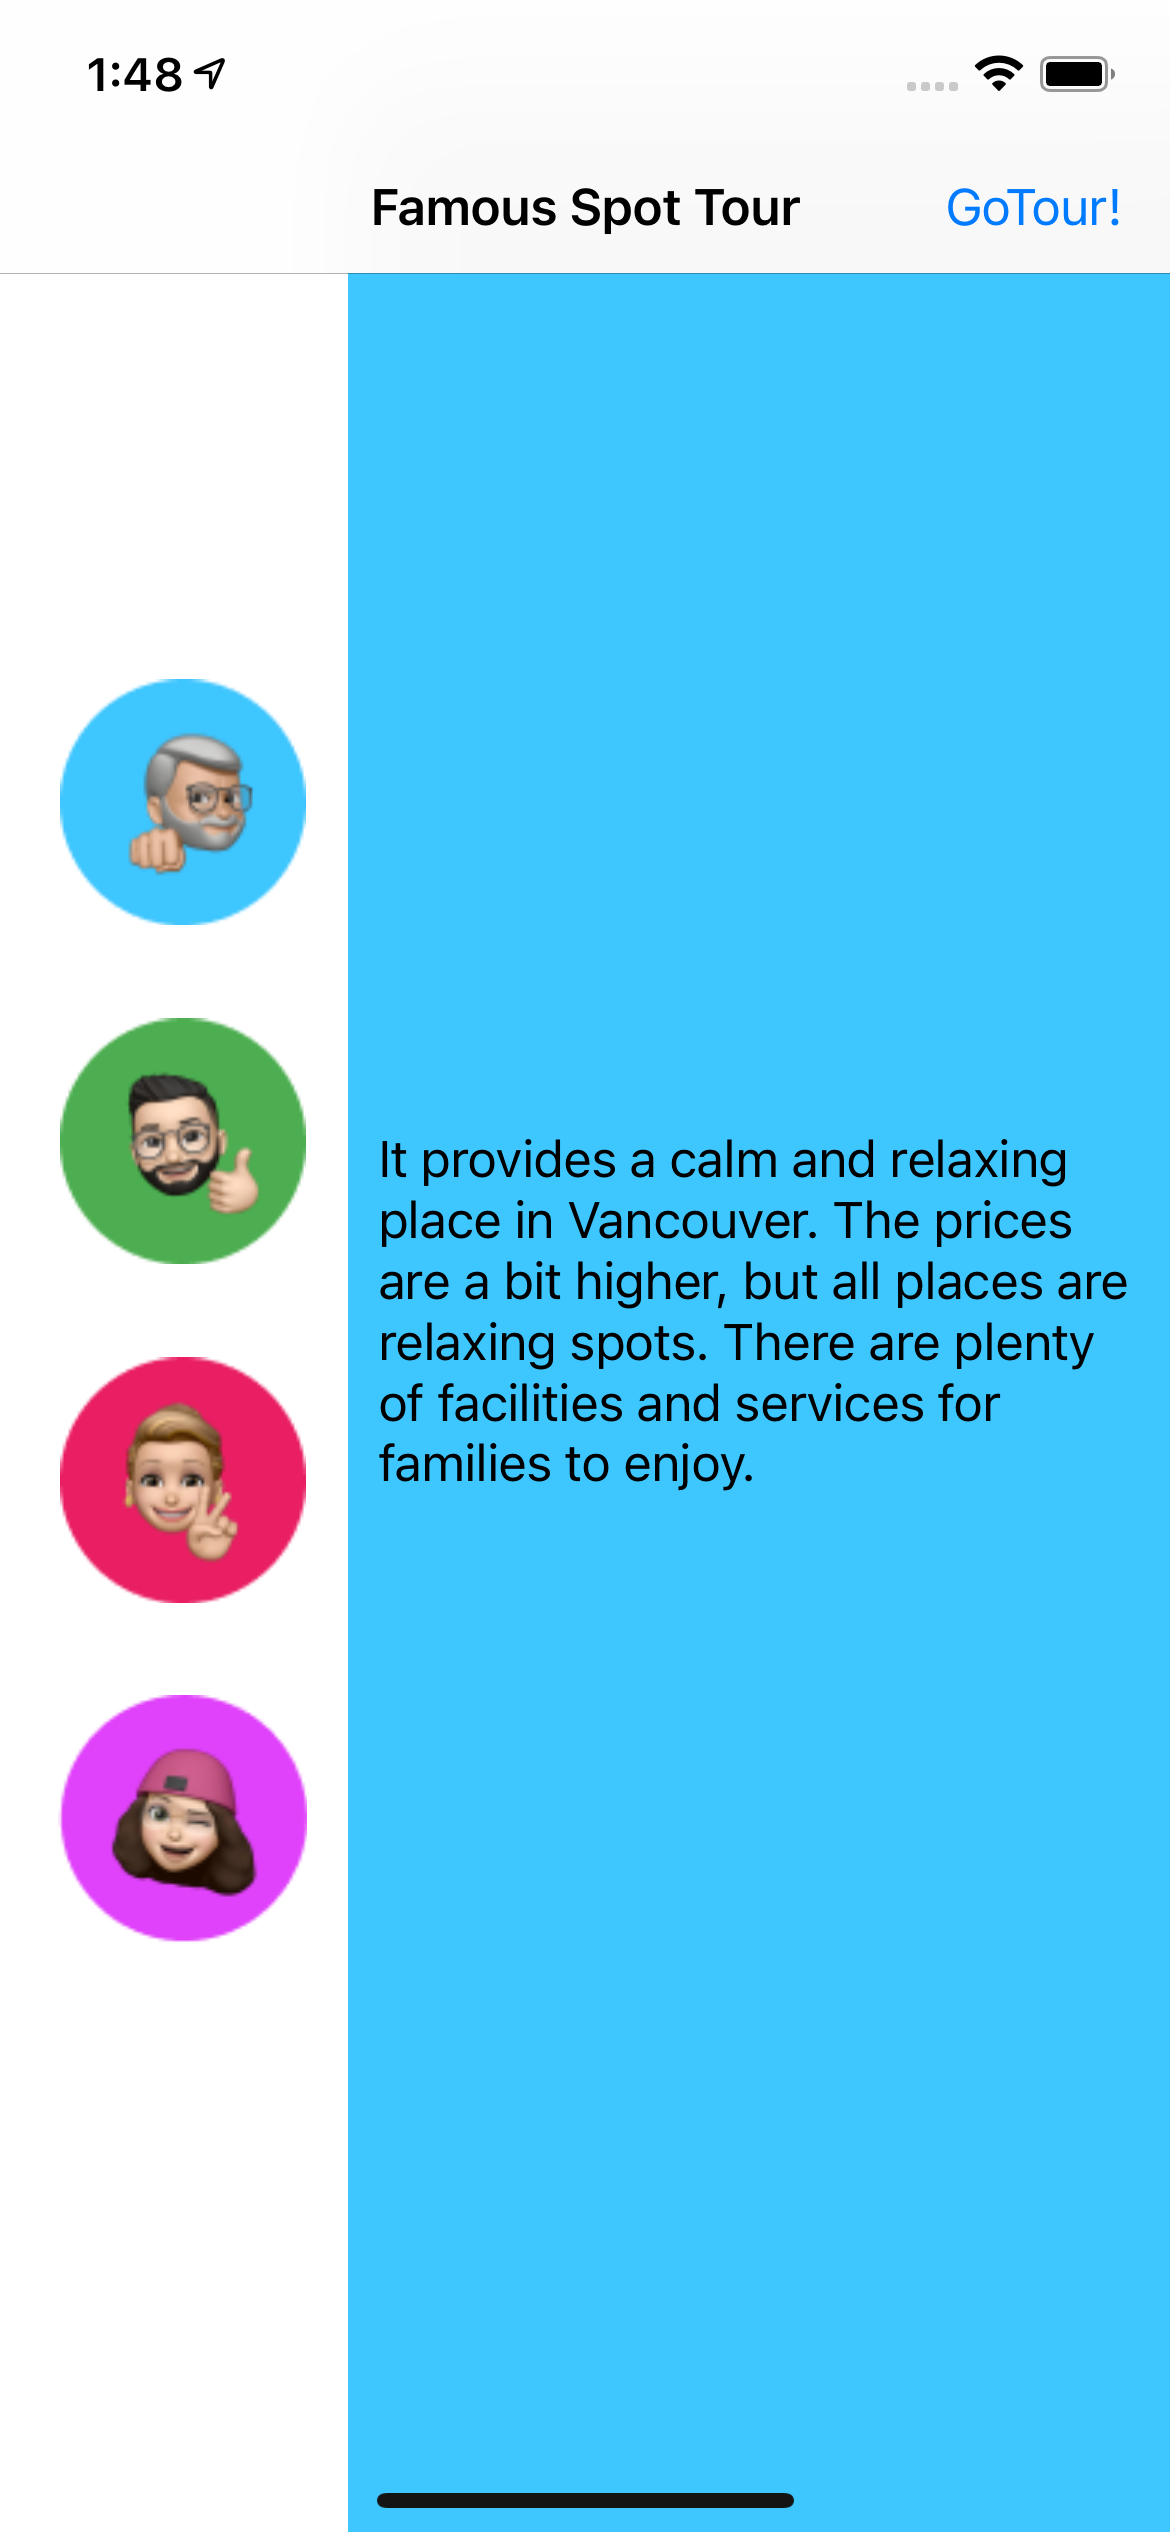 1:48
Famous Spot Tour
GoTour!
It provides a calm and relaxing
place in Vancouver. The prices
are a bit higher, but all places are
relaxing spots. There are plenty
of facilities and services for
families to enjoy.